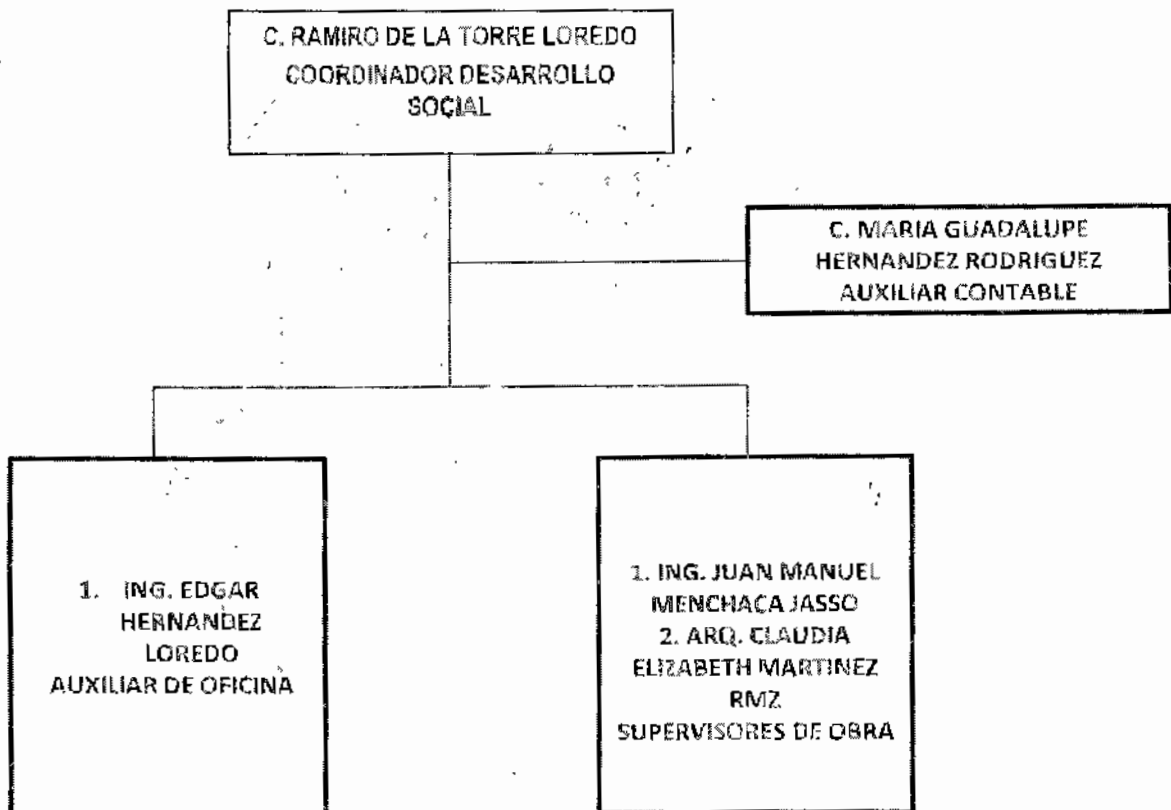 C. RAMIRO DE LA TORRE LOREDO
COORDINADOR DESARROLLO
SOCIAL
C. MARIA GUADALUPE
HERNANDEZ RODRIGUEZ
AUXILIAR CONTABLE
1. ING. EDGAR
HERNANDEZ
LOREDO
AUXILIAR DE OFICINA
1. ING. JUAN MANUEL
MENCHACA JASSO
2. ARQ. CLAUDIA
ELIZABETH MARTINEZ
RMZ
SUPERVISORES DE OBRA